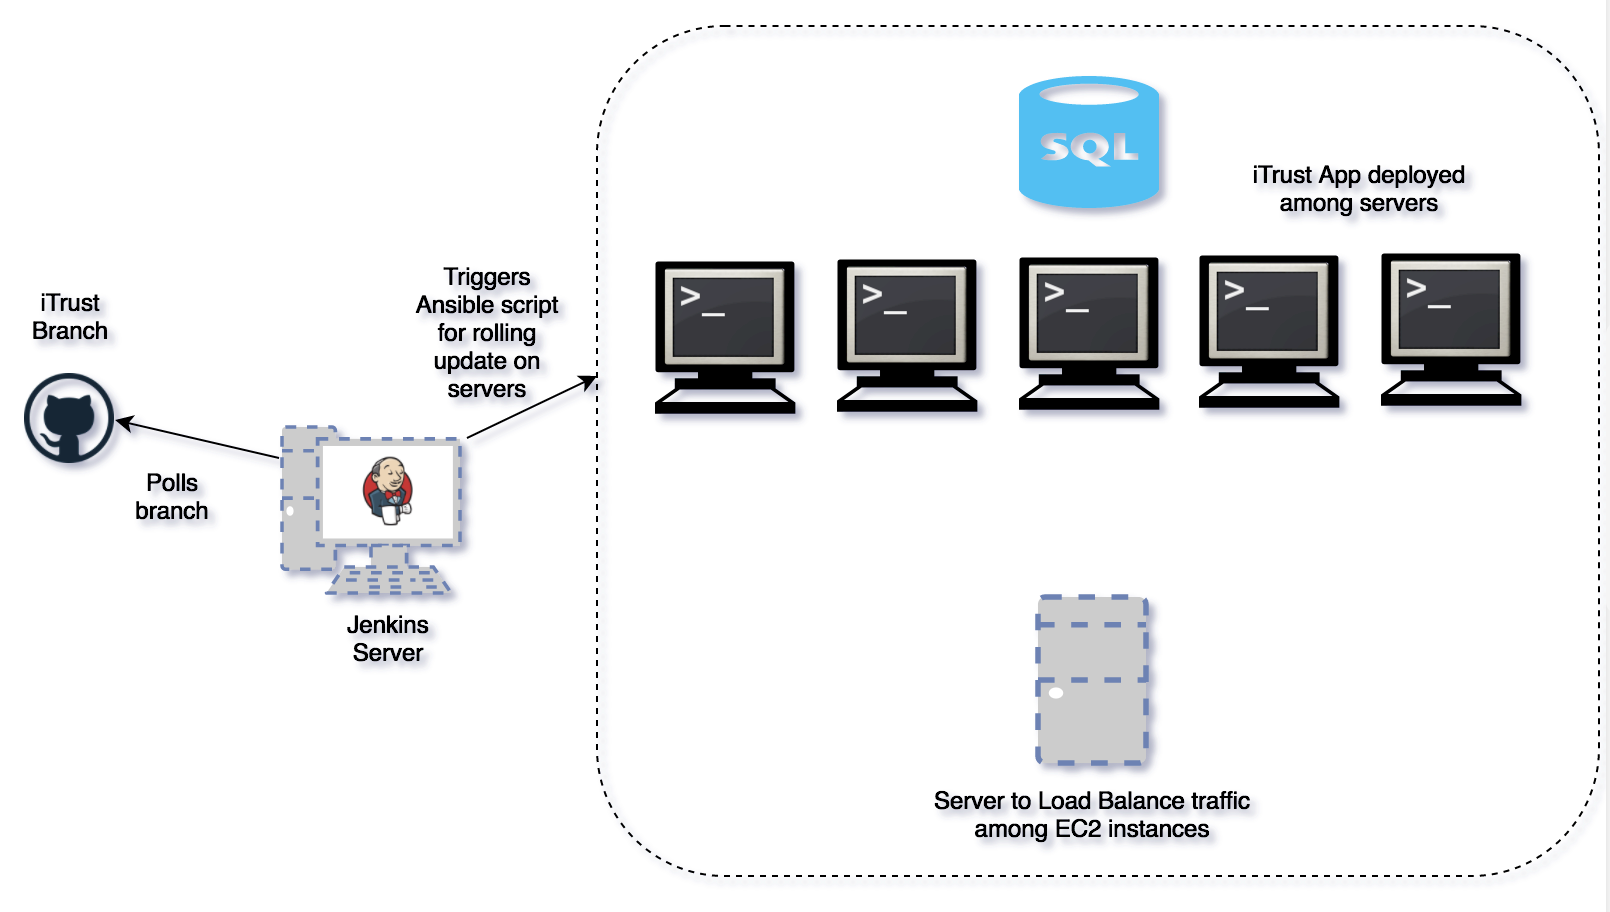 SQL
iTrust App deployed
among servers
Triggers
Ansible script
for rolling
update on
servers
iTrust
Branch
>_
>_
>_
>_
>_
Polls
branch
Jenkins
Server
Server to Load Balance traffic
among EC2 instances